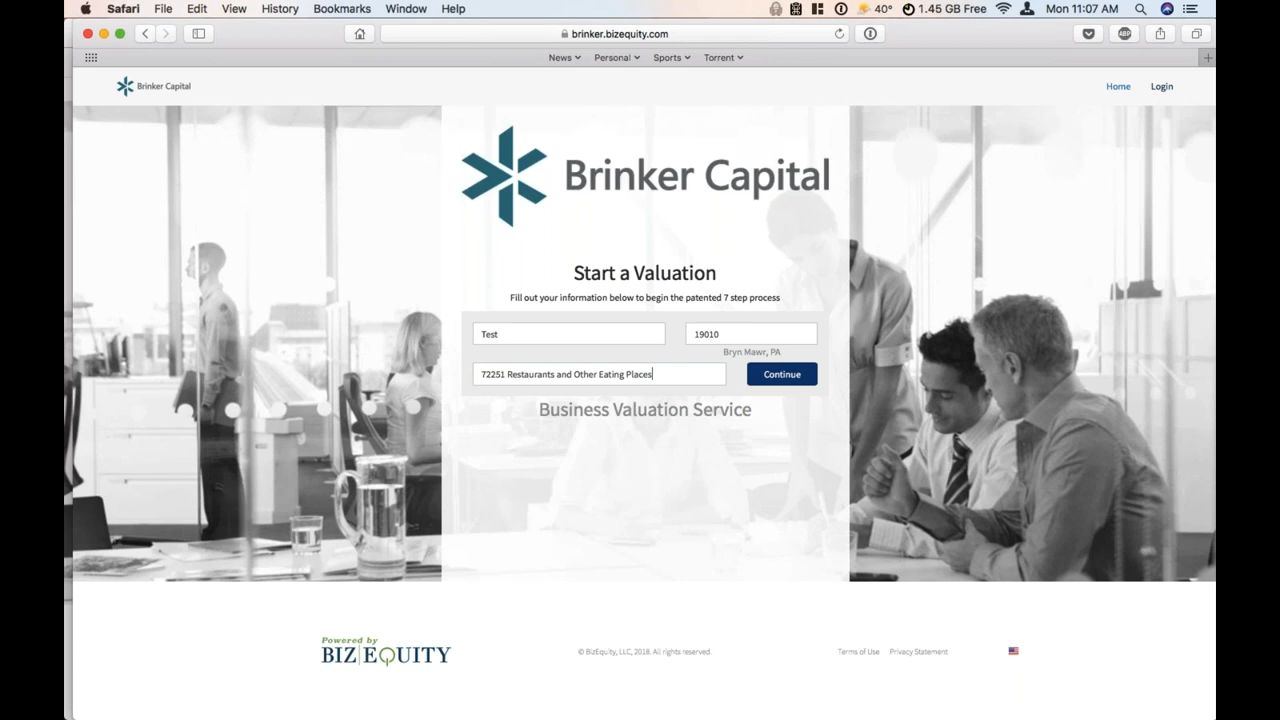 Safari File Edit View History Bookmarks Window Help 40° 1.45 GB Free Mon 11:07 AM
brinker.bizequity.com ABP
News Personal Sports Torrent
Brinker Capital Home Login
Brinker Capital
Start a Valuation
Fill out your information below to begin the patented 7 step process
Test 19010
Bryn Mawr, PA
72251 Restaurants and Other Eating Places Continue
Business Valuation Service
Powered by
BIZEQUITY © BizEquity, LLC, 2018. All rights reserved. Terms of Use Privacy Statement